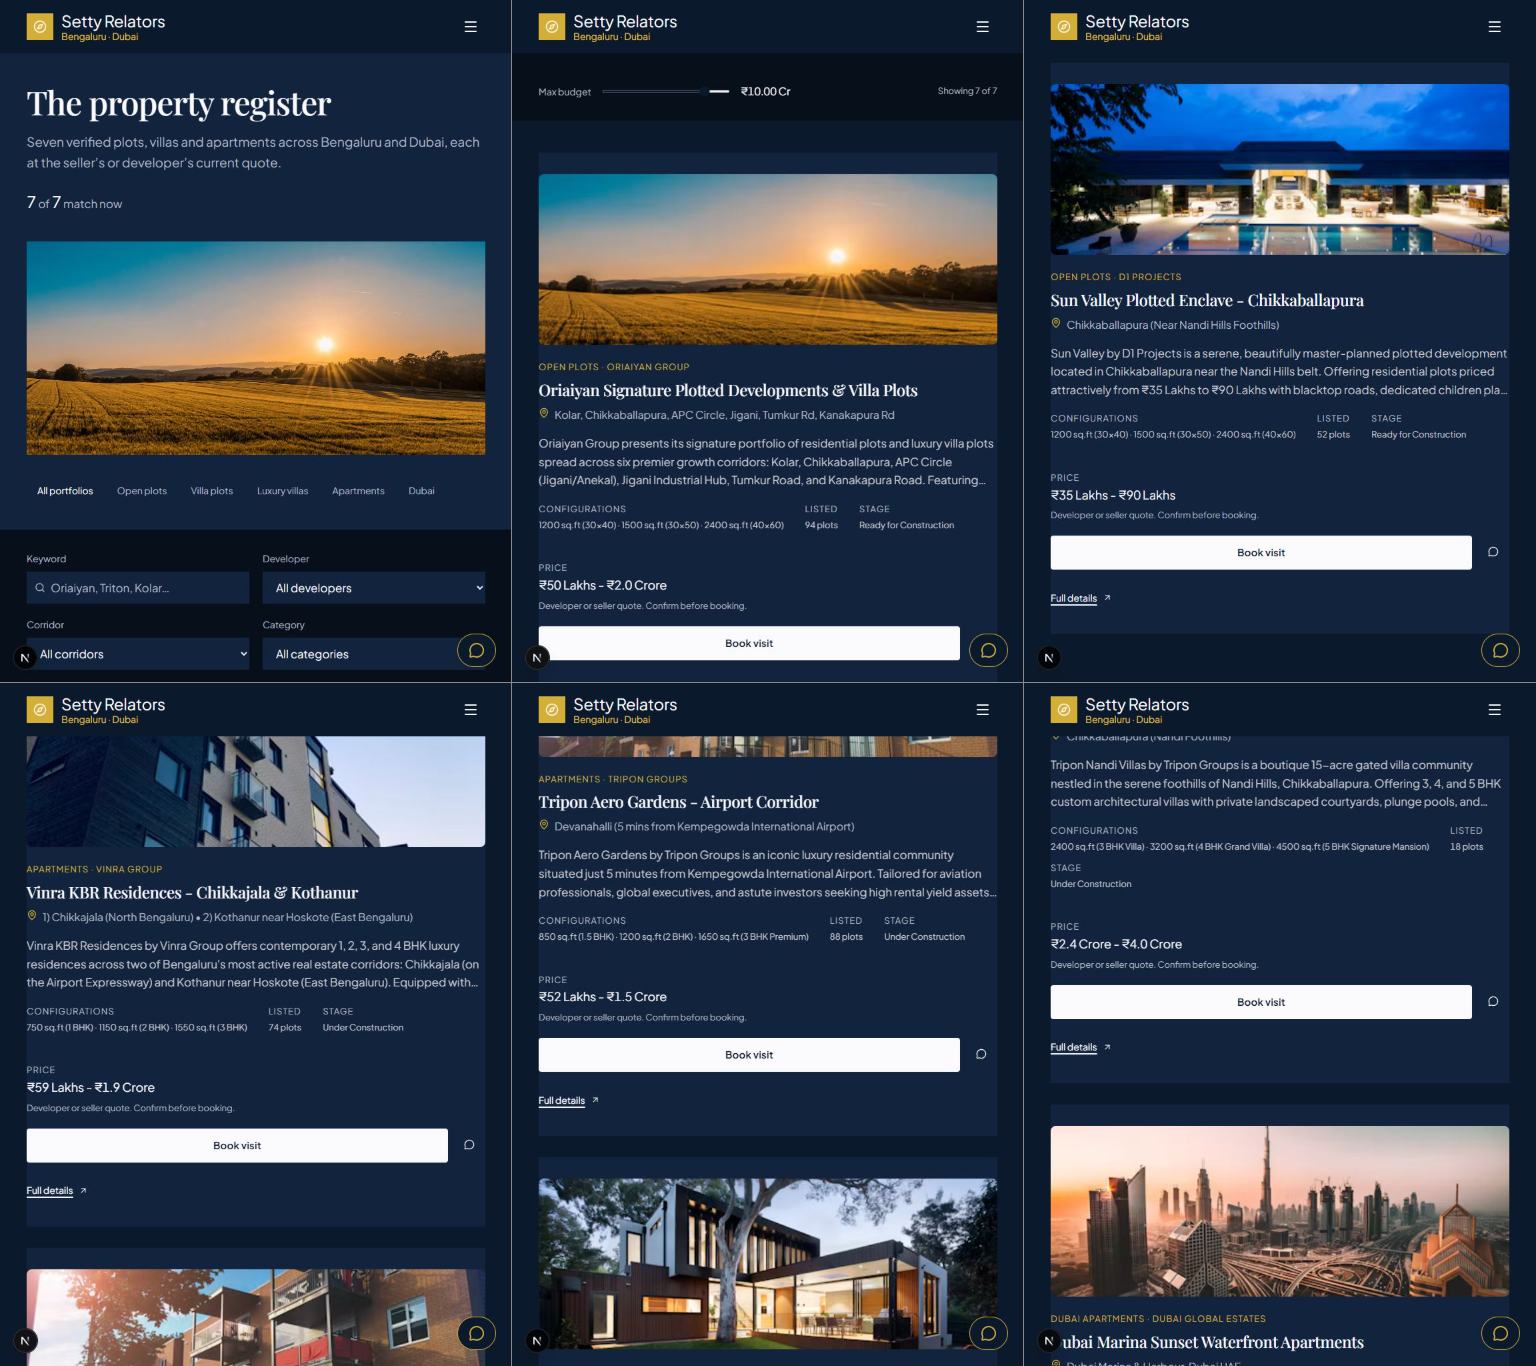 Setty Relators
Bengaluru · Dubai
The property register
Seven verified plots, villas and apartments across Bengaluru and Dubai, each
at the seller's or developer's current quote.
7 of 7 match now
All portfolios
Open plots
Villa plots
Luxury villas
Apartments
Dubai
Keyword
Developer
Oriaiyan, Triton, Kolar...
All developers
Corridor
Category
All corridors
All categories
N
Setty Relators
Bengaluru · Dubai
Max budget
₹10.00 Cr
Showing 7 of 7
OPEN PLOTS · ORIAIYAN GROUP
Oriaiyan Signature Plotted Developments & Villa Plots
Kolar, Chikkaballapura, APC Circle, Jigani, Tumkur Rd, Kanakapura Rd
Oriaiyan Group presents its signature portfolio of residential plots and luxury villa plots
spread across six premier growth corridors: Kolar, Chikkaballapura, APC Circle
(Jigani/Anekal), Jigani Industrial Hub, Tumkur Road, and Kanakapura Road. Featuring...
CONFIGURATIONS
LISTED
STAGE
1200 sq.ft (30×40) · 1500 sq.ft (30×50) · 2400 sq.ft (40×60)
94 plots
Ready for Construction
PRICE
₹50 Lakhs - ₹2.0 Crore
Developer or seller quote. Confirm before booking.
Book visit
N
Setty Relators
Bengaluru · Dubai
OPEN PLOTS · D1 PROJECTS
Sun Valley Plotted Enclave - Chikkaballapura
Chikkaballapura (Near Nandi Hills Foothills)
Sun Valley by D1 Projects is a serene, beautifully master-planned plotted development
located in Chikkaballapura near the Nandi Hills belt. Offering residential plots priced
attractively from ₹35 Lakhs to ₹90 Lakhs with blacktop roads, dedicated children pla...
CONFIGURATIONS
LISTED
STAGE
1200 sq.ft (30×40) · 1500 sq.ft (30×50) · 2400 sq.ft (40×60)
52 plots
Ready for Construction
PRICE
₹35 Lakhs - ₹90 Lakhs
Developer or seller quote. Confirm before booking.
Book visit
Full details
N
Setty Relators
Bengaluru · Dubai
APARTMENTS · VINRA GROUP
Vinra KBR Residences - Chikkajala & Kothanur
1) Chikkajala (North Bengaluru) • 2) Kothanur near Hoskote (East Bengaluru)
Vinra KBR Residences by Vinra Group offers contemporary 1, 2, 3, and 4 BHK luxury
residences across two of Bengaluru's most active real estate corridors: Chikkajala (on
the Airport Expressway) and Kothanur near Hoskote (East Bengaluru). Equipped with...
CONFIGURATIONS
LISTED
STAGE
750 sq.ft (1 BHK) · 1150 sq.ft (2 BHK) · 1550 sq.ft (3 BHK)
74 plots
Under Construction
PRICE
₹59 Lakhs - ₹1.9 Crore
Developer or seller quote. Confirm before booking.
Book visit
Full details
N
Setty Relators
Bengaluru · Dubai
APARTMENTS · TRIPON GROUPS
Tripon Aero Gardens - Airport Corridor
Devanahalli (5 mins from Kempegowda International Airport)
Tripon Aero Gardens by Tripon Groups is an iconic luxury residential community
situated just 5 minutes from Kempegowda International Airport. Tailored for aviation
professionals, global executives, and astute investors seeking high rental yield assets...
CONFIGURATIONS
LISTED
STAGE
850 sq.ft (1.5 BHK) · 1200 sq.ft (2 BHK) · 1650 sq.ft (3 BHK Premium)
88 plots
Under Construction
PRICE
₹52 Lakhs - ₹1.5 Crore
Developer or seller quote. Confirm before booking.
Book visit
Full details
N
Setty Relators
Bengaluru · Dubai
Chikkaballapura (Nandi Foothills)
Tripon Nandi Villas by Tripon Groups is a boutique 15-acre gated villa community
nestled in the serene foothills of Nandi Hills, Chikkaballapura. Offering 3, 4, and 5 BHK
custom architectural villas with private landscaped courtyards, plunge pools, and...
CONFIGURATIONS
LISTED
2400 sq.ft (3 BHK Villa) · 3200 sq.ft (4 BHK Grand Villa) · 4500 sq.ft (5 BHK Signature Mansion)
18 plots
STAGE
Under Construction
PRICE
₹2.4 Crore - ₹4.0 Crore
Developer or seller quote. Confirm before booking.
Book visit
Full details
DUBAI APARTMENTS · DUBAI GLOBAL ESTATES
N
Dubai Marina Sunset Waterfront Apartments
Dubai Marina & Harbour, Dubai UAE